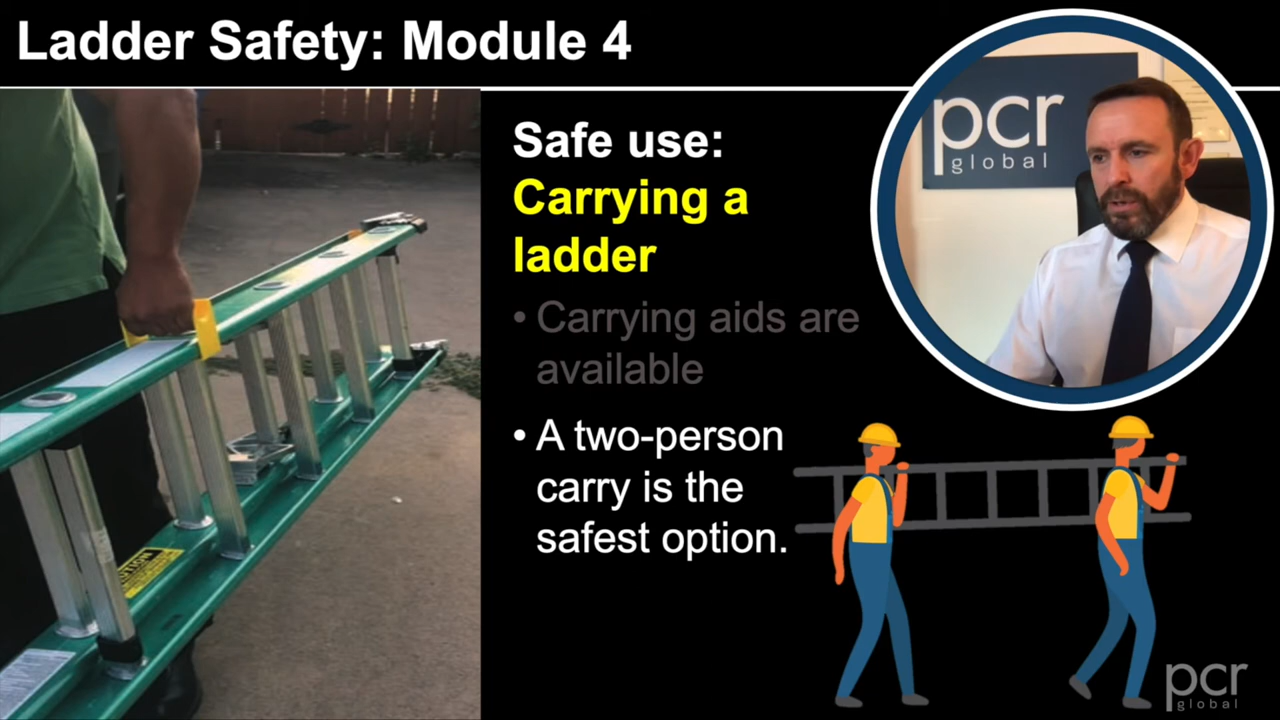 Ladder Safety: Module 4
pcr
global
Safe use:
Carrying a
ladder
• Carrying aids are
available
• A two-person
carry is the
safest option.
CAUTION
pcr
global